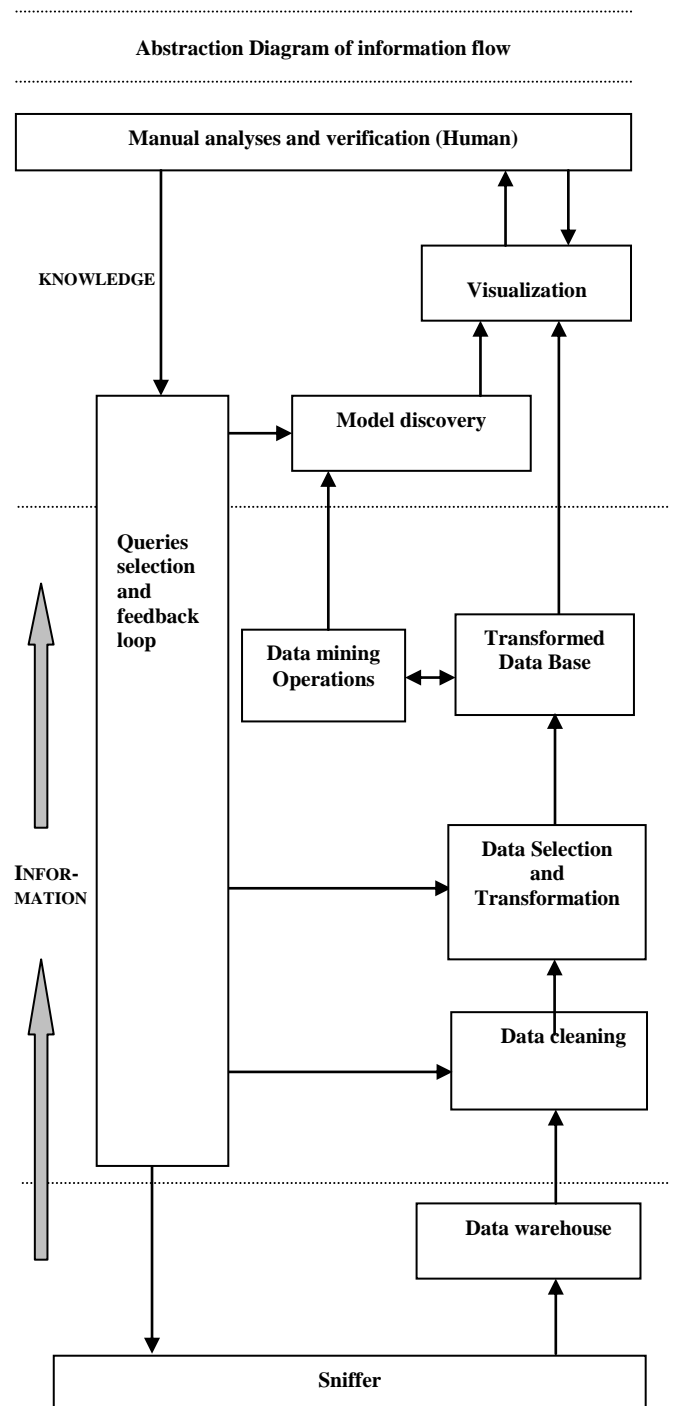 Abstraction Diagram of information flow
Manual analyses and verification (Human)
KNOWLEDGE
Visualization
Model discovery
Queries
selection
and
feedback
loop
Data mining
Operations
Transformed
Data Base
Data Selection
and
Transformation
INFOR-
MATION
Data cleaning
Data warehouse
Sniffer